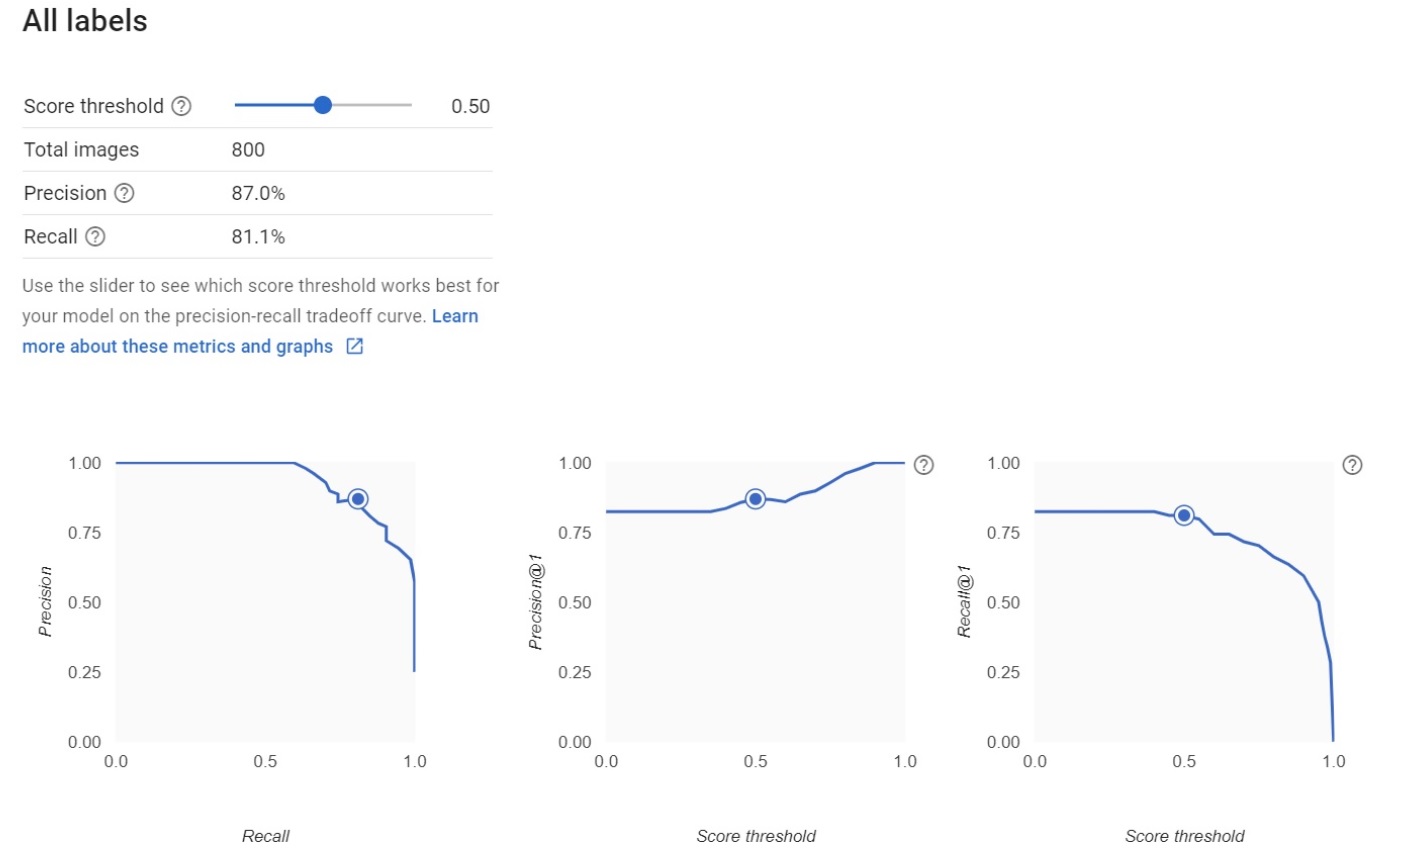 All labels
Score threshold ? 0.50
Total images 800
Precision ? 87.0%
Recall ? 81.1%
Use the slider to see which score threshold works best for
your model on the precision-recall tradeoff curve. Learn
more about these metrics and graphs
1.00
0.75
0.50
0.25
0.00
Precision
0.0 0.5 1.0
Recall
1.00 ?
0.75
0.50
0.25
0.00
Precision@1
0.0 0.5 1.0
Score threshold
1.00 ?
0.75
0.50
0.25
0.00
Recall@1
0.0 0.5 1.0
Score threshold